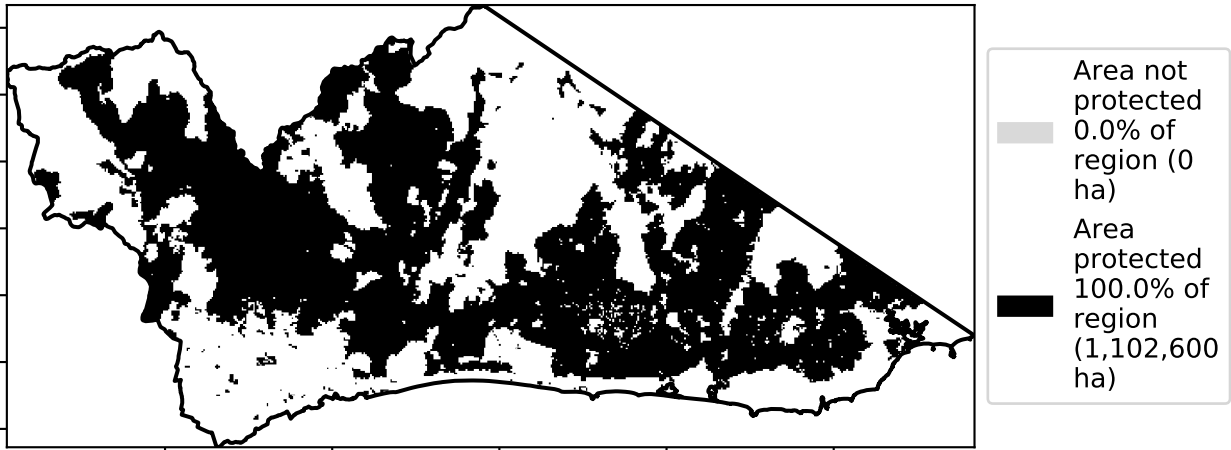 Area not
protected
0.0% of
region (0
ha)
Area
protected
100.0% of
region
(1,102,600
ha)